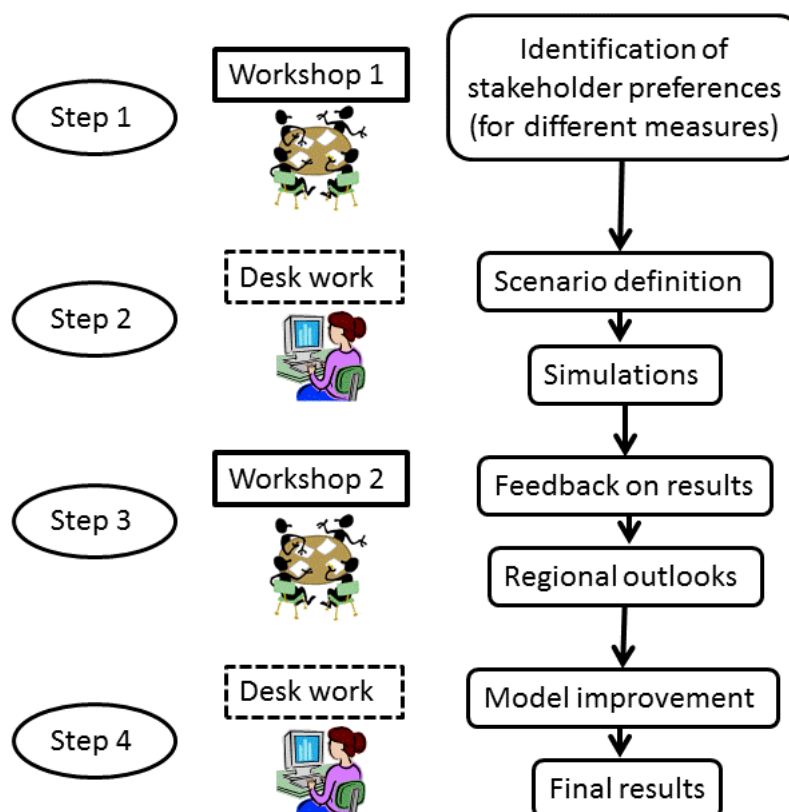 Step 1
Workshop 1
Identification of
stakeholder preferences
(for different measures)
Step 2
Desk work
Scenario definition
Simulations
Step 3
Workshop 2
Feedback on results
Regional outlooks
Step 4
Desk work
Model improvement
Final results